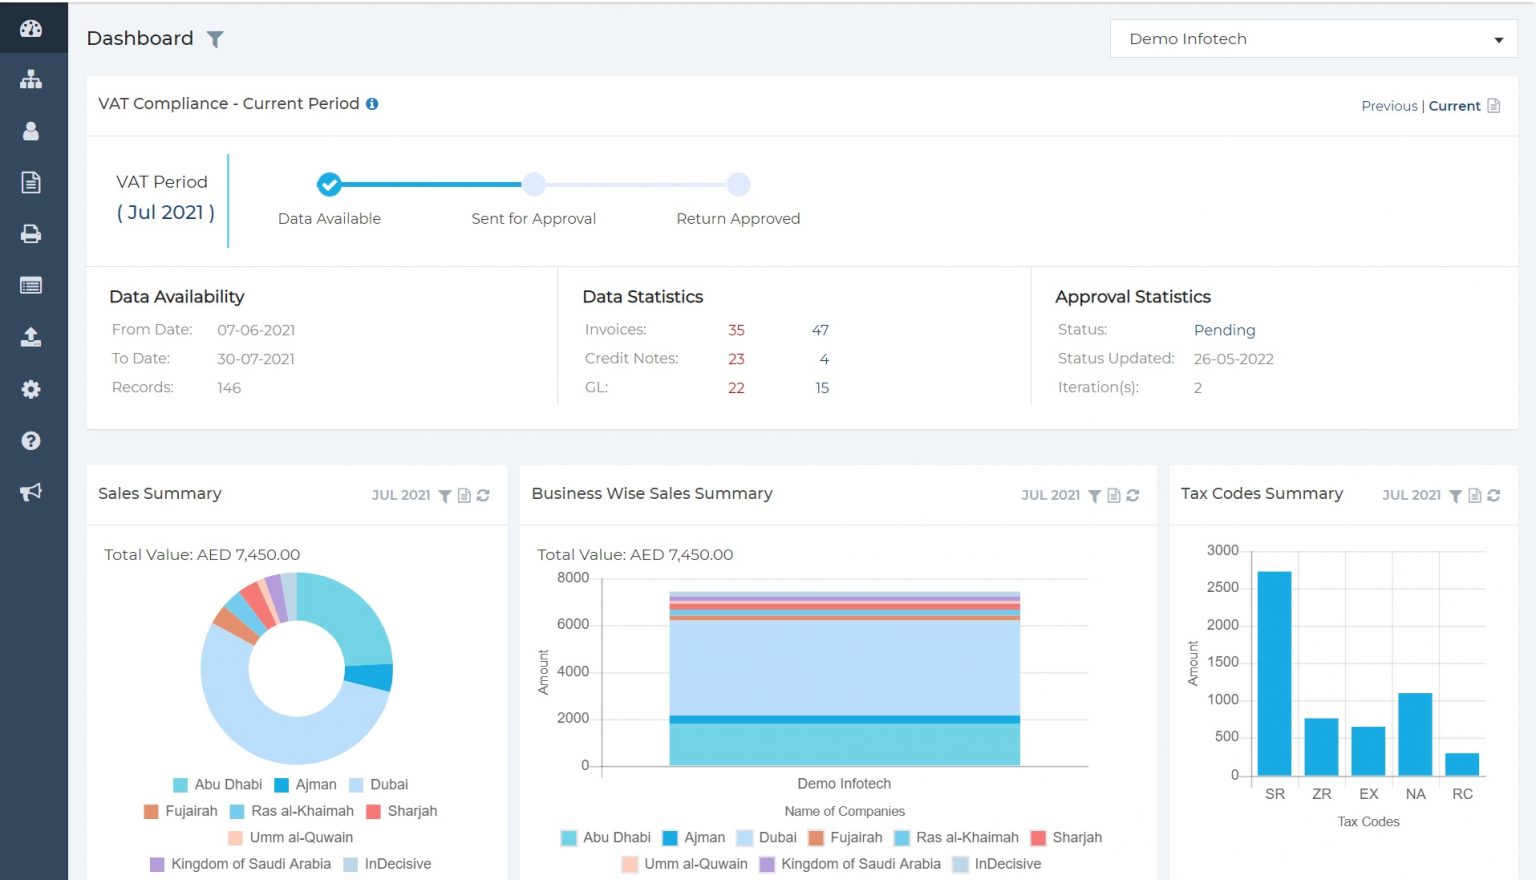 Dashboard
Demo Infotech
VAT Compliance - Current Period
Previous | Current
VAT Period
( Jul 2021 )
Data Available
Sent for Approval
Return Approved
Data Availability
From Date: 07-06-2021
To Date: 30-07-2021
Records: 146
Data Statistics
Invoices: 35 47
Credit Notes: 23 4
GL: 22 15
Approval Statistics
Status: Pending
Status Updated: 26-05-2022
Iteration(s): 2
Sales Summary
JUL 2021
Total Value: AED 7,450.00
Abu Dhabi Ajman Dubai
Fujairah Ras al-Khaimah Sharjah
Umm al-Quwain
Kingdom of Saudi Arabia InDecisive
Business Wise Sales Summary
JUL 2021
Total Value: AED 7,450.00
8000
6000
4000
2000
0
Amount
Demo Infotech
Name of Companies
Abu Dhabi Ajman Dubai Fujairah Ras al-Khaimah Sharjah
Umm al-Quwain Kingdom of Saudi Arabia InDecisive
Tax Codes Summary
JUL 2021
3000
2500
2000
1500
1000
500
0
Amount
SR ZR EX NA RC
Tax Codes